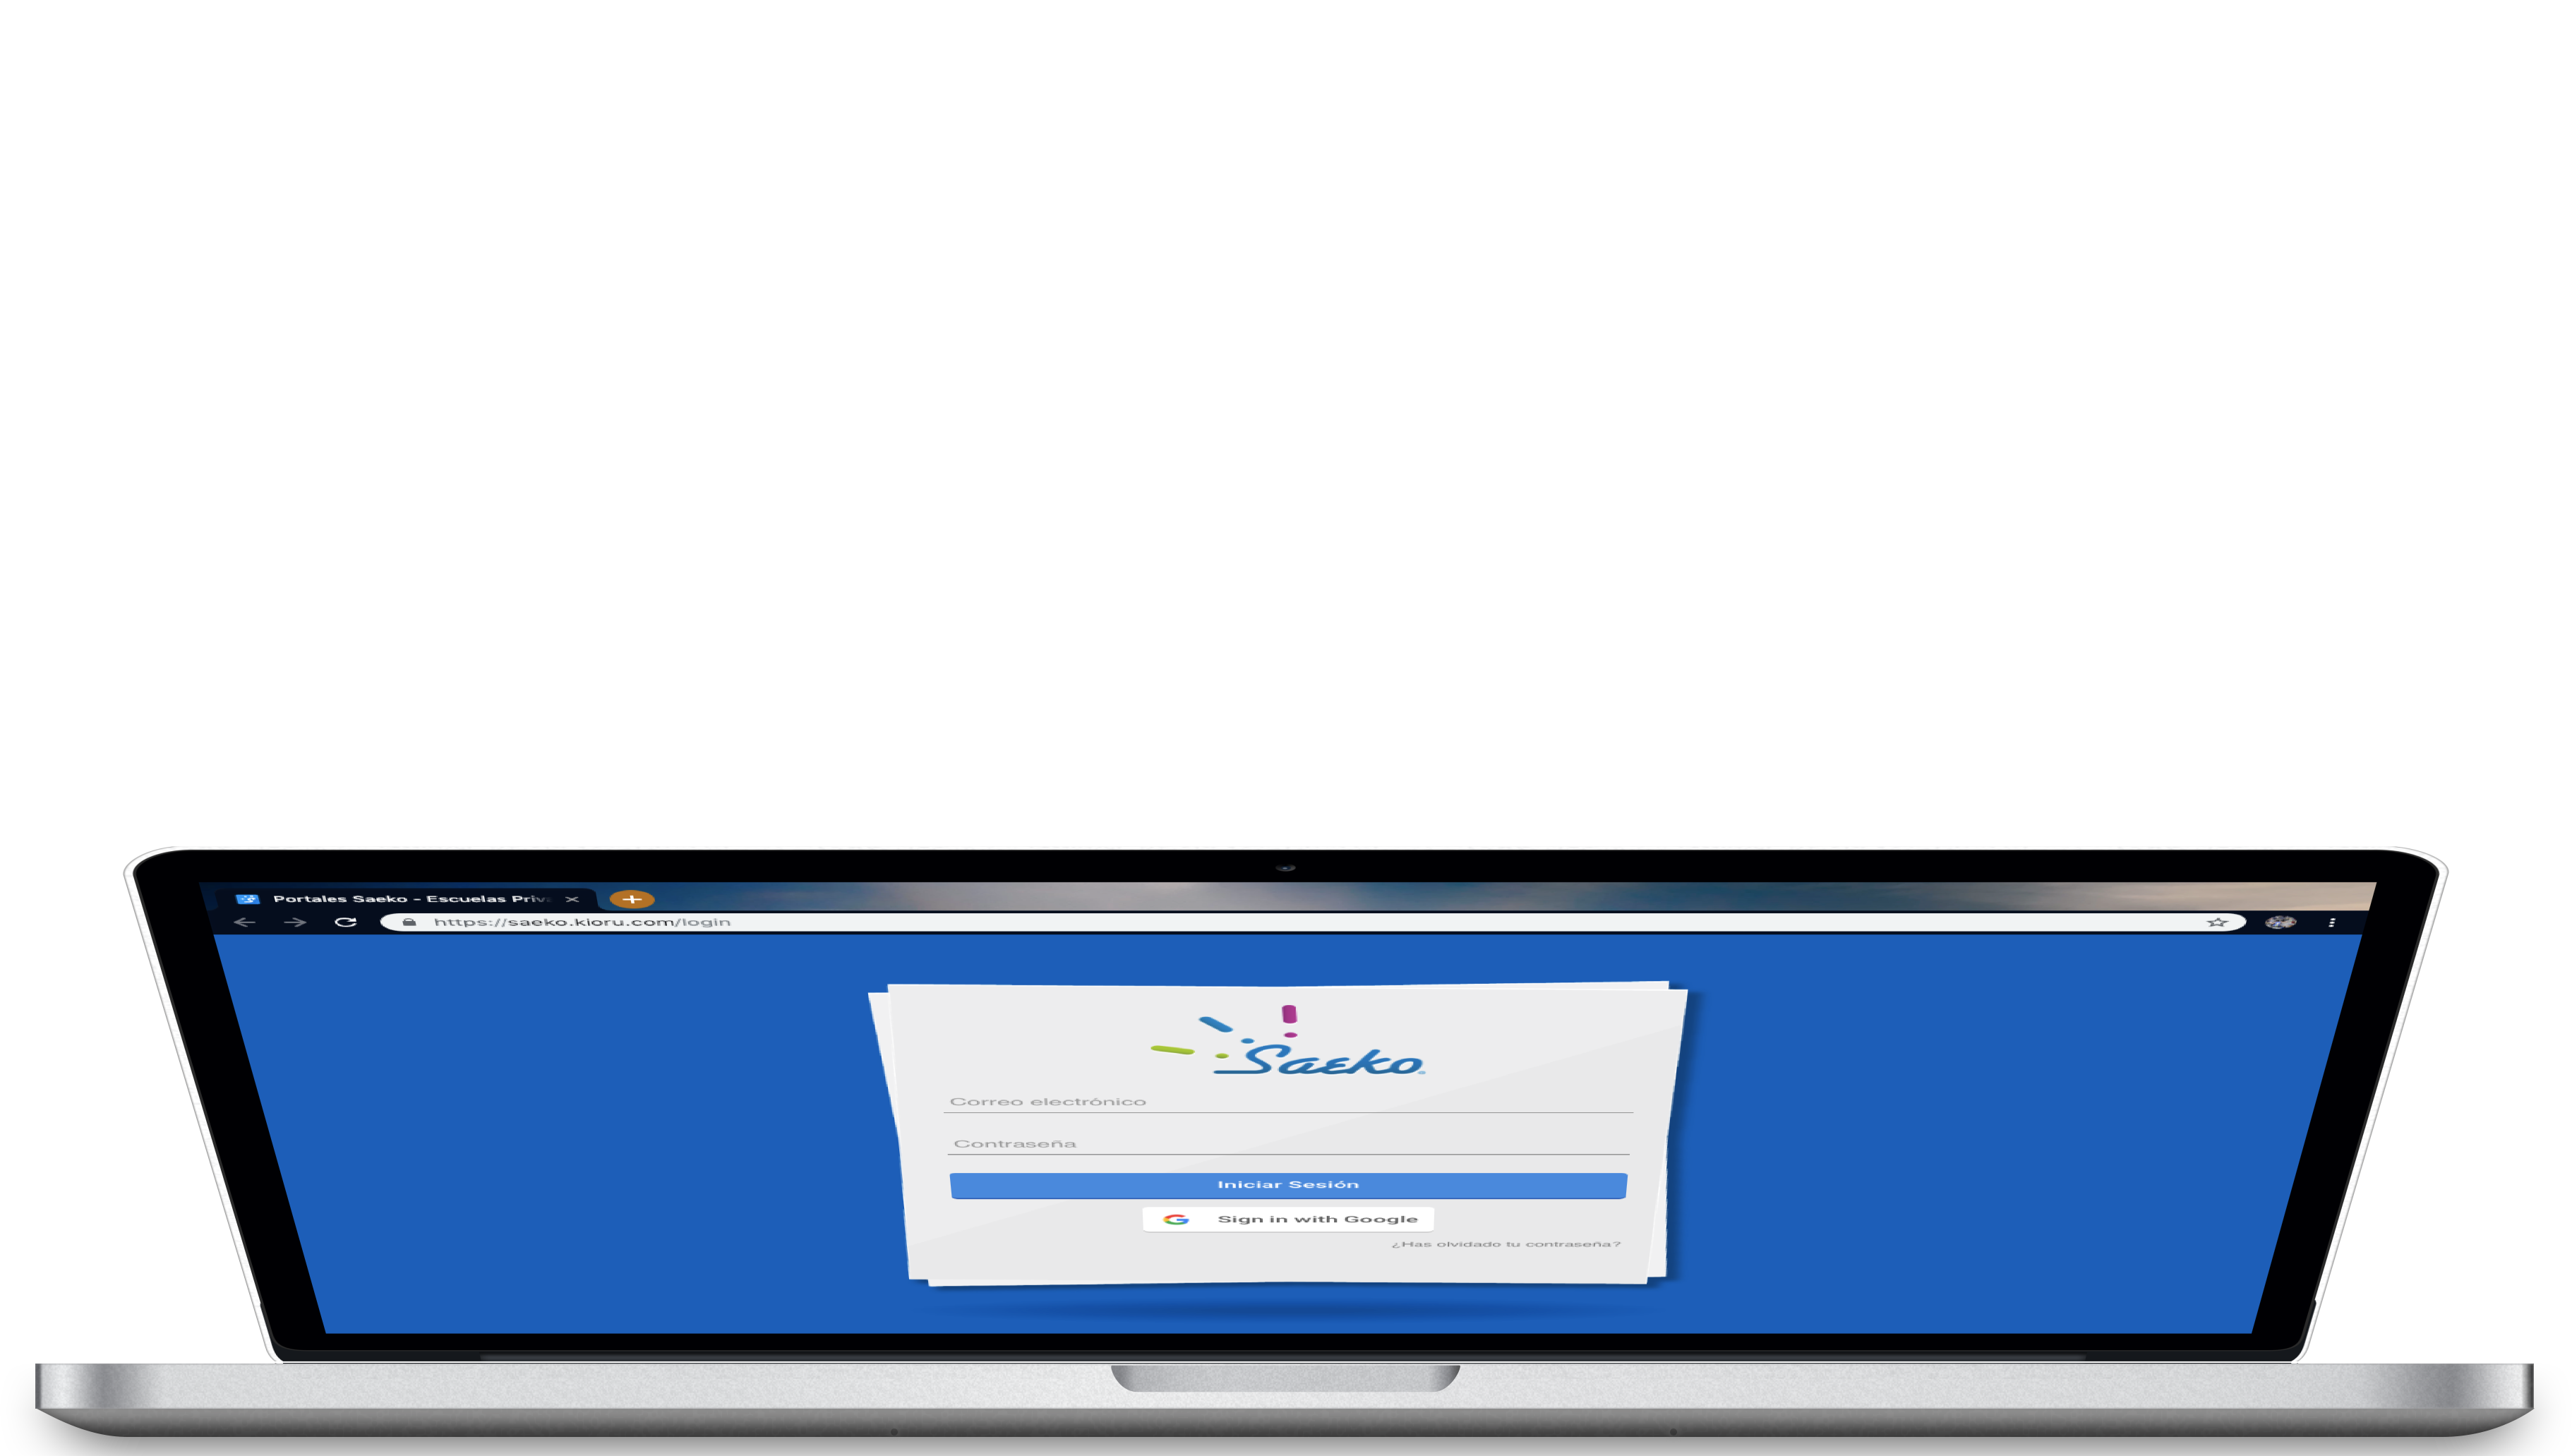 Portales Saeko - Escuelas Priv
https://saeko.kioru.com/login
Saeko
Correo electrónico
Contraseña
Iniciar Sesión
Sign in with Google
¿Has olvidado tu contraseña?